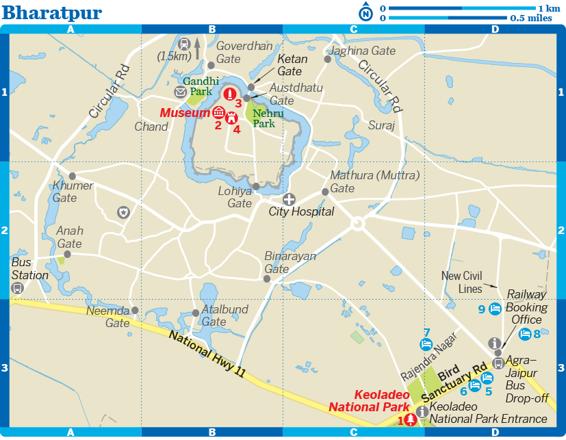 Bharatpur
N
0
1 km
0
0.5 miles
A
B
C
D
1
1
2
2
3
3
A
B
C
D
(1.5km)
Goverdhan
Gate
Ketan
Gate
Jaghina Gate
Circular Rd
Circular Rd
Gandhi
Park
Austdhatu
Gate
3
Museum
2
4
Nehru
Park
Chand
Suraj
Khumer
Gate
Lohiya
Gate
City Hospital
Mathura (Muttra)
Gate
Anah
Gate
Bus
Station
Binarayan
Gate
New Civil
Lines
Railway
Booking
Office
9
8
Neemda
Gate
Atalbund
Gate
National Hwy 11
7
Rajendra Nagar
Bird
Sanctuary Rd
6
5
Agra–
Jaipur
Bus
Drop-off
Keoladeo
National Park
1
Keoladeo
National Park Entrance